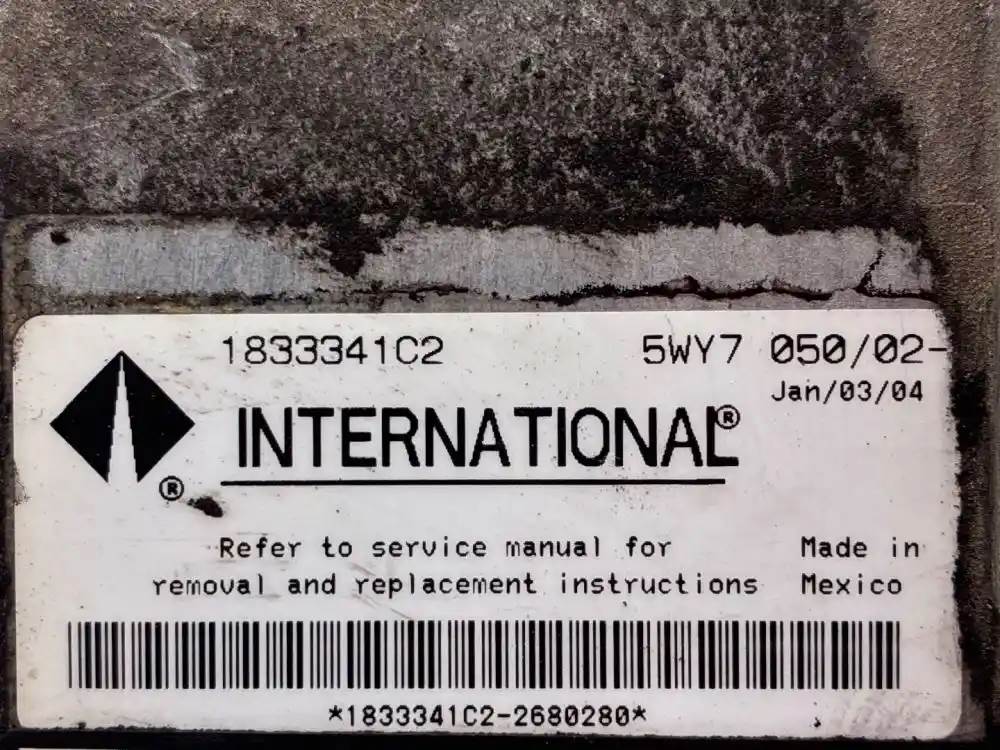 1833341C2 5WY7 050/02-
Jan/03/04
INTERNATIONAL®
®
Refer to service manual for Made in
removal and replacement instructions Mexico
*1833341C2-2680280*